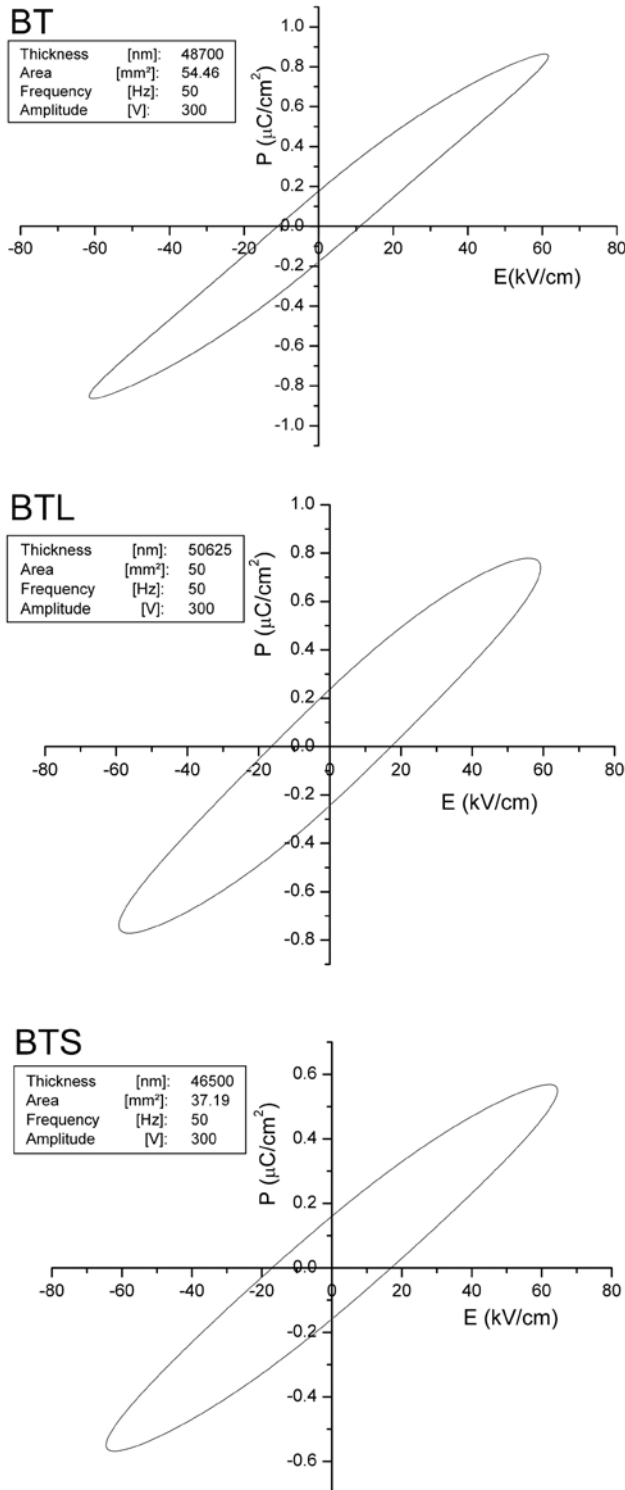 BT
Thickness [nm]: 48700
Area [mm²]: 54.46
Frequency [Hz]: 50
Amplitude [V]: 300
P (μC/cm²)
1.0
0.8
0.6
0.4
0.2
0.0
-0.2
-0.4
-0.6
-0.8
-1.0
-80 -60 -40 -20 0 20 40 60 80
E(kV/cm)
BTL
Thickness [nm]: 50625
Area [mm²]: 50
Frequency [Hz]: 50
Amplitude [V]: 300
P (μC/cm²)
1.0
0.8
0.6
0.4
0.2
0.0
-0.2
-0.4
-0.6
-0.8
-80 -60 -40 -20 0 20 40 60 80
E (kV/cm)
BTS
Thickness [nm]: 46500
Area [mm²]: 37.19
Frequency [Hz]: 50
Amplitude [V]: 300
P (μC/cm²)
0.6
0.4
0.2
0.0
-0.2
-0.4
-0.6
-80 -60 -40 -20 0 20 40 60 80
E (kV/cm)